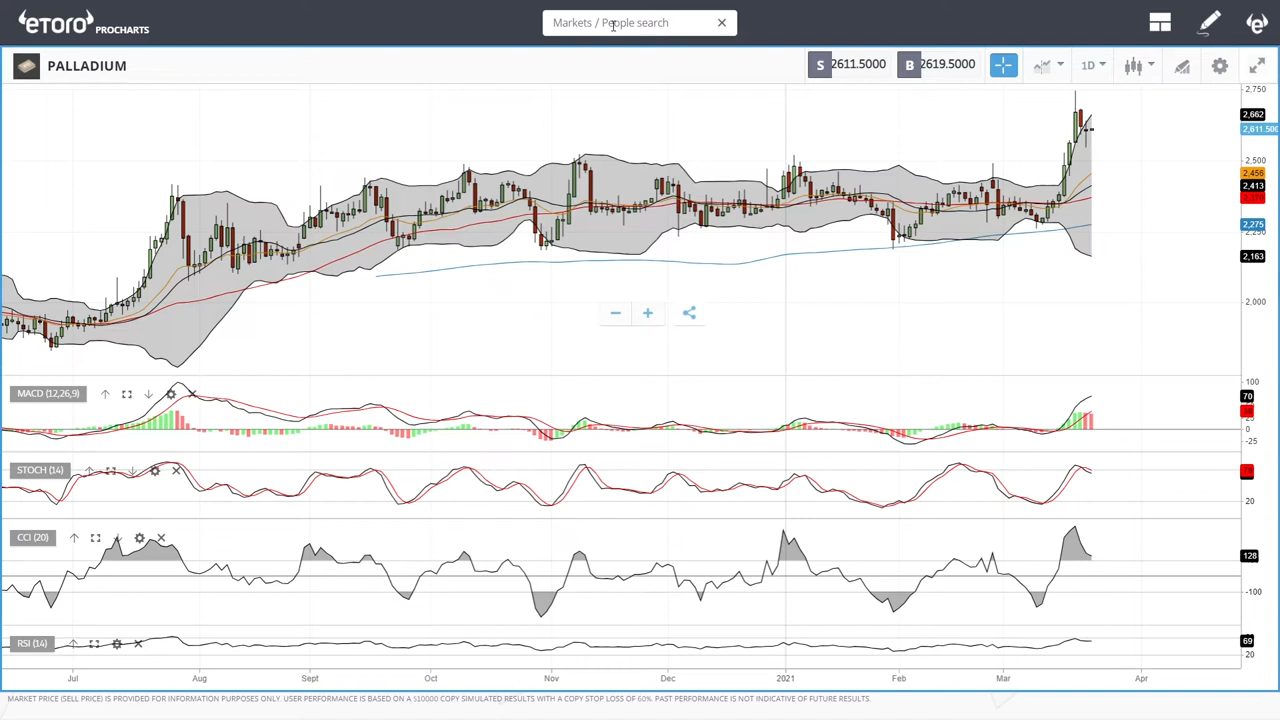 eTORO PROCHARTS
Markets / People search
PALLADIUM
S 2611.5000 B 2619.5000 1D
2,750
2,662
2,611.500
2,500
2,456
2,413
2,275
2,163
2,000
MACD (12,26,9)
100
70
0
-25
STOCH (14)
20
CCI (20)
128
-100
RSI (14)
69
20
Jul Aug Sept Oct Nov Dec 2021 Feb Mar Apr
MARKET PRICE (SELL PRICE) IS PROVIDED FOR INFORMATION PURPOSES ONLY. USER PERFORMANCE IS BASED ON A $10000 COPY SIMULATED RESULTS WITH A COPY STOP LOSS OF 60%. PAST PERFORMANCE IS NOT INDICATIVE OF FUTURE RESULTS.